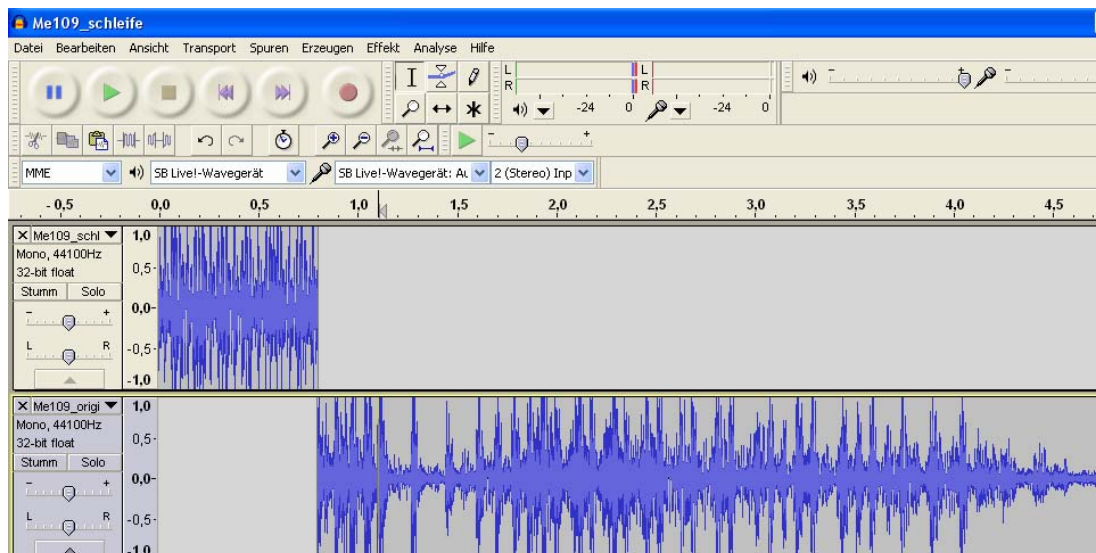 Me109_schleife
Datei Bearbeiten Ansicht Transport Spuren Erzeugen Effekt Analyse Hilfe
L
R
L
R
-24 0 -24 0
MME SB Live!-Wavegerät SB Live!-Wavegerät: Au 2 (Stereo) Inp
- 0,5 0,0 0,5 1,0 1,5 2,0 2,5 3,0 3,5 4,0 4,5
Me109_schl 1,0
Mono, 44100Hz
32-bit float 0,5-
Stumm Solo
- + 0,0-
L R -0,5-
-1,0
Me109_origi 1,0
Mono, 44100Hz
32-bit float 0,5-
Stumm Solo
- + 0,0-
L R -0,5-
-1,0